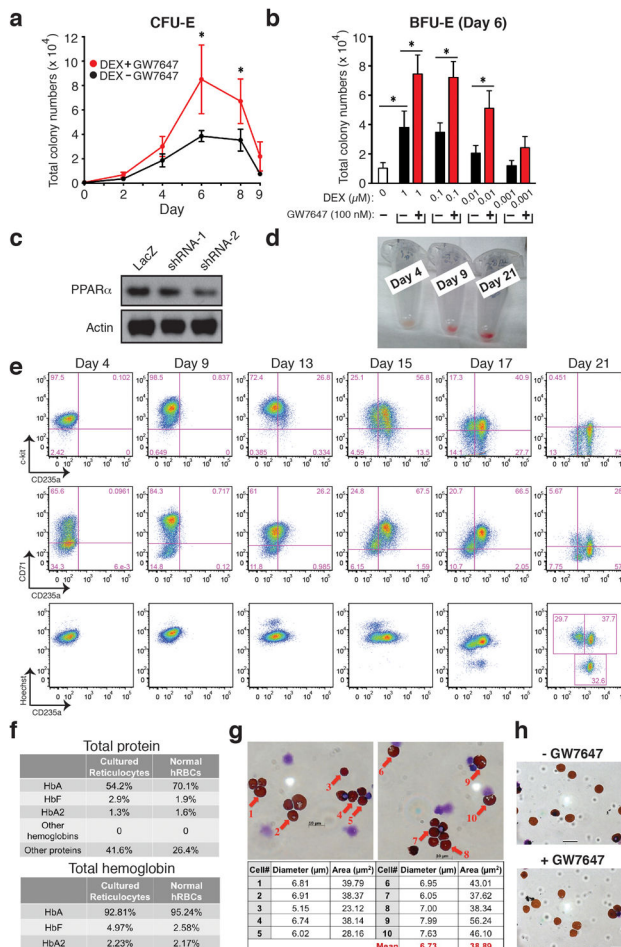 a
CFU-E
Total colony numbers (x 10⁴)
12
10
8
6
4
2
0
DEX+GW7647
DEX−GW7647
*
*
0 2 4 6 8 9
Day
b
BFU-E (Day 6)
Total colony numbers (x 10⁴)
10
8
6
4
2
0
* * * *
DEX (µM): 0 1 1 0.1 0.1 0.01 0.01 0.001 0.001
GW7647 (100 nM): − − + − + − + − +
c
LacZ shRNA-1 shRNA-2
PPARα
Actin
d
Day 4 Day 9 Day 21
e
Day 4 Day 9 Day 13 Day 15 Day 17 Day 21
97.5 0.102 98.5 0.837 72.4 26.8 25.1 56.8 17.3 40.9 0.451
2.42 0 0.649 0 0.385 0.334 4.59 13.5 14.1 27.7 13
c-kit
CD235a
65.6 0.0961 84.3 0.717 61 26.2 24.8 67.5 20.7 66.5 5.67
34.3 6.e-3 14.8 0.12 11.8 0.985 6.15 1.59 10.7 2.05 7.75
CD71
CD235a
29.7 37.7
32.6
Hoechst
CD235a
f
Total protein
Cultured Reticulocytes Normal hRBCs
HbA 54.2% 70.1%
HbF 2.9% 1.9%
HbA2 1.3% 1.6%
Other hemoglobins 0 0
Other proteins 41.6% 26.4%
Total hemoglobin
Cultured Reticulocytes Normal hRBCs
HbA 92.81% 95.24%
HbF 4.97% 2.58%
HbA2 2.23% 2.17%
g
1 2 3 4 5
6 7 8 9 10
Cell# Diameter (µm) Area (µm²) Cell# Diameter (µm) Area (µm²)
1 6.81 39.79 6 6.95 43.01
2 6.91 38.37 7 7.05 37.62
3 5.15 23.12 8 7.00 38.34
4 6.74 38.14 9 7.99 56.24
5 6.02 28.16 10 7.63 46.10
Mean 6.73 38.89
h
- GW7647
+ GW7647